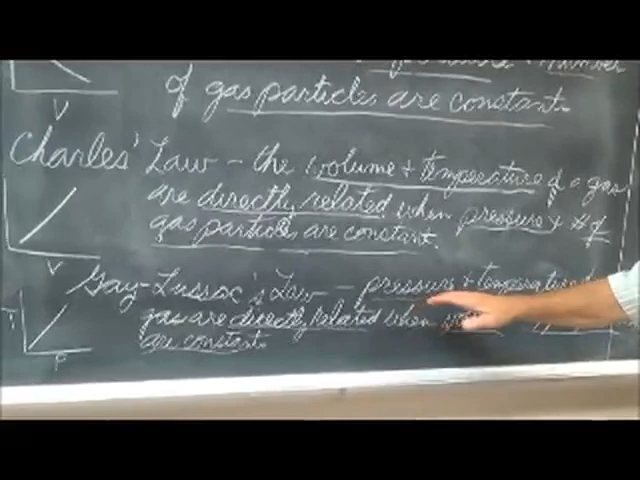 of gas particles are constant.
V
Charles' Law - the volume + temperature of a gas
are directly related when pressure + # of
gas particles are constant.
V
Gay-Lussac's Law - pressure + temperature
T
gas are directly related when
P
are constant.